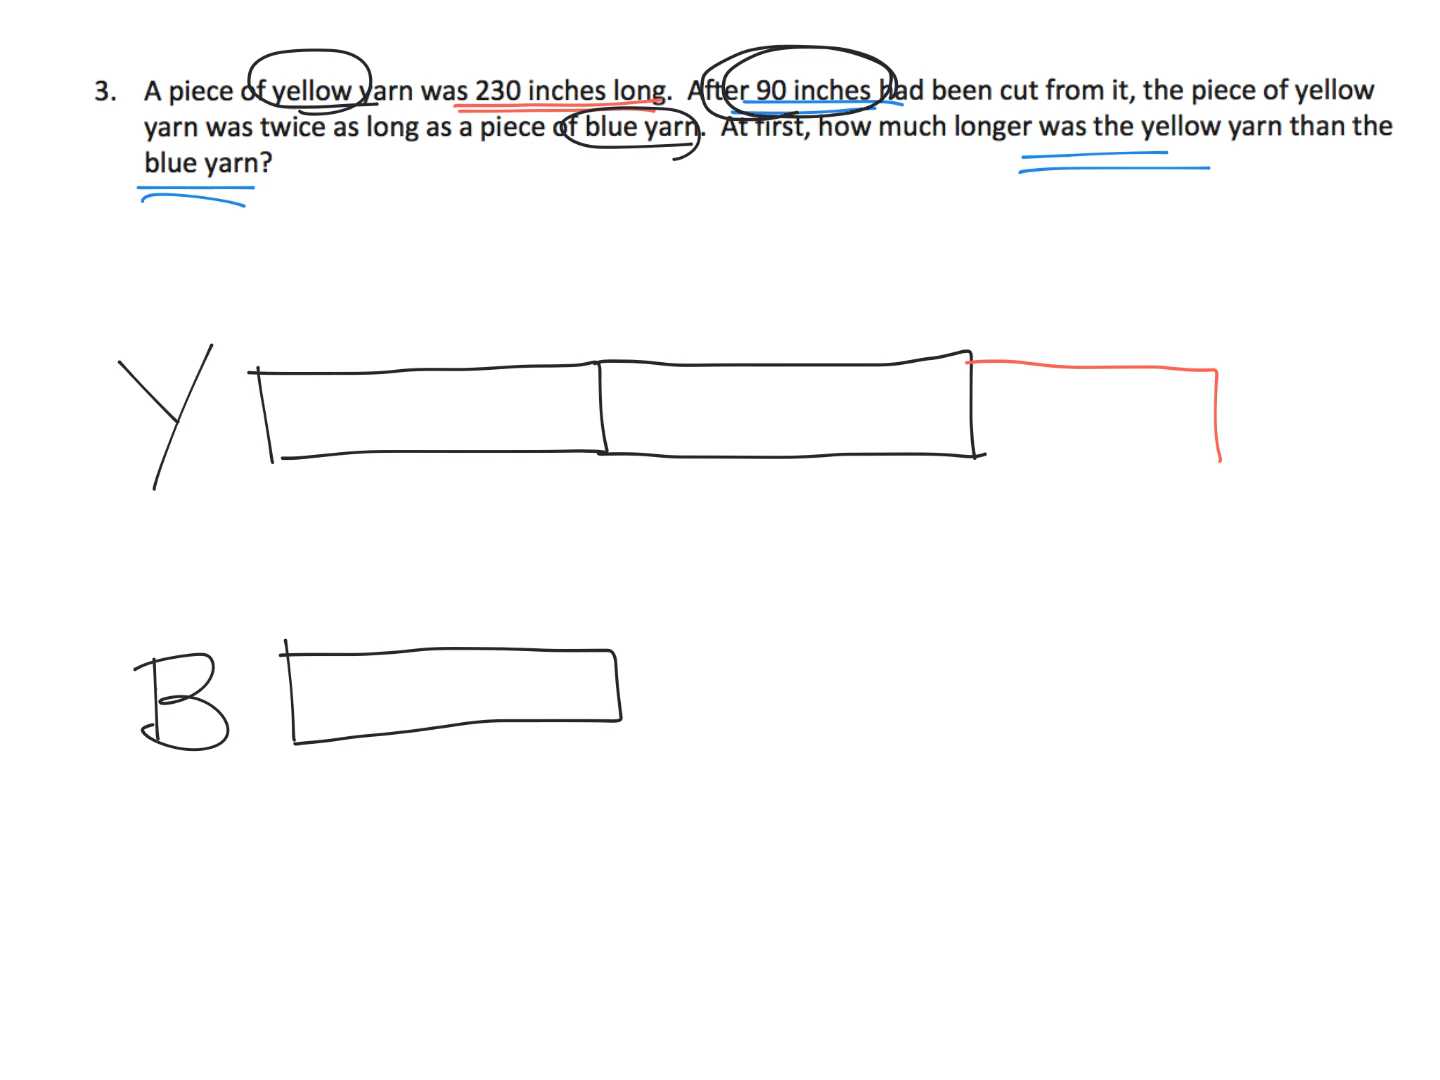 3. A piece of yellow yarn was 230 inches long. After 90 inches had been cut from it, the piece of yellow
yarn was twice as long as a piece of blue yarn. At first, how much longer was the yellow yarn than the
blue yarn?
Y
B